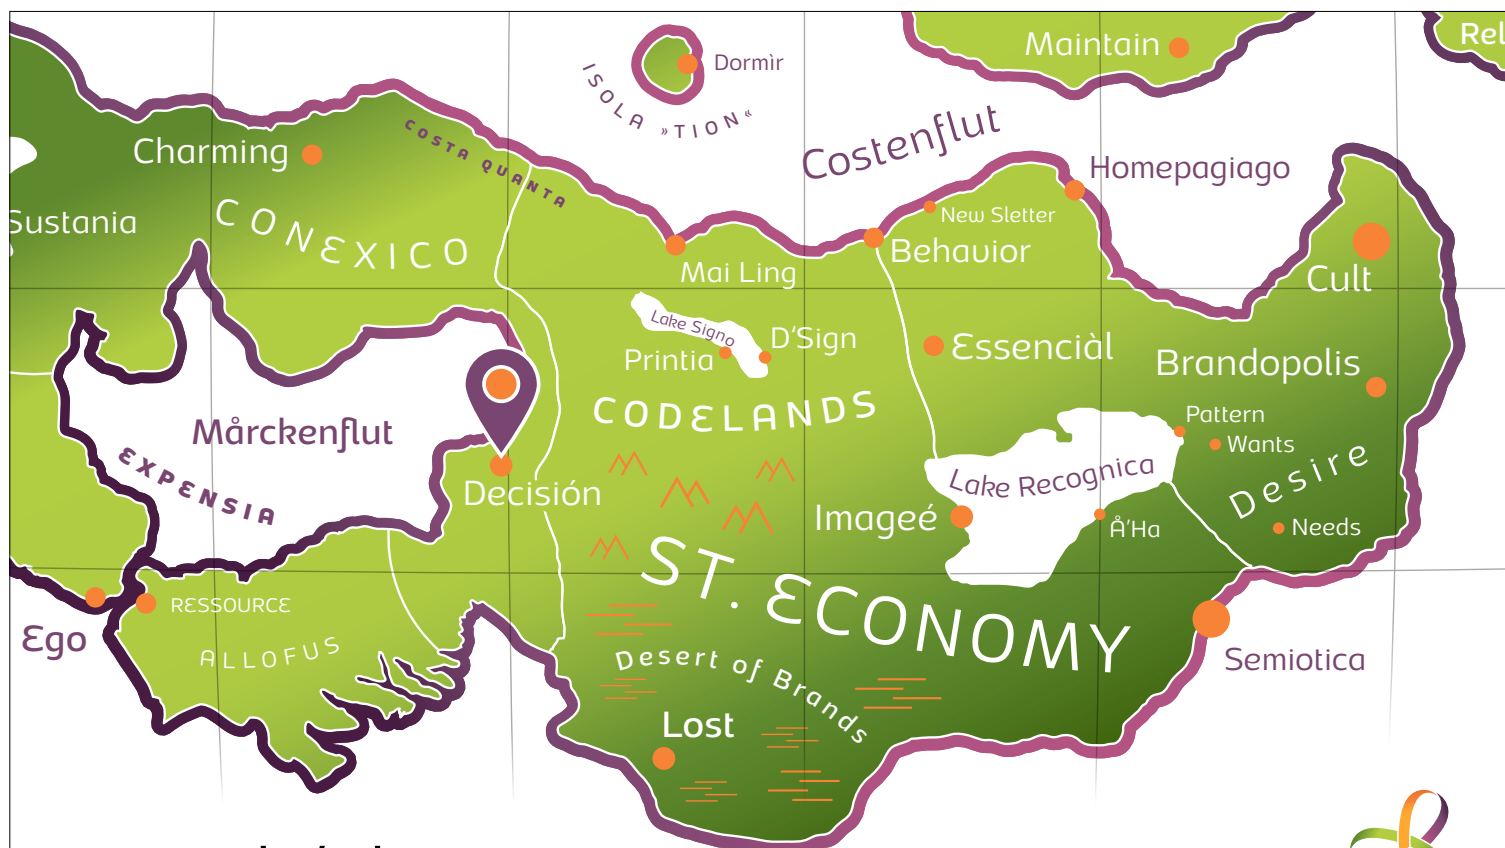 Maintain
Rel
Dormìr
ISOLA »TION«
Costenflut
COSTA QUANTA
Charming
Homepagiago
Sustania
CONEXICO
New Sletter
Behavior
Mai Ling
Cult
Lake Signo
D'Sign
Printia
Essenciàl
Brandopolis
CODELANDS
Pattern
Wants
Mårckenflut
EXPENSIA
Lake Recognica
Desire
Decisión
Imageé
Å'Ha
Needs
ST. ECONOMY
RESSOURCE
Ego
ALLOFUS
Desert of Brands
Semiotica
Lost